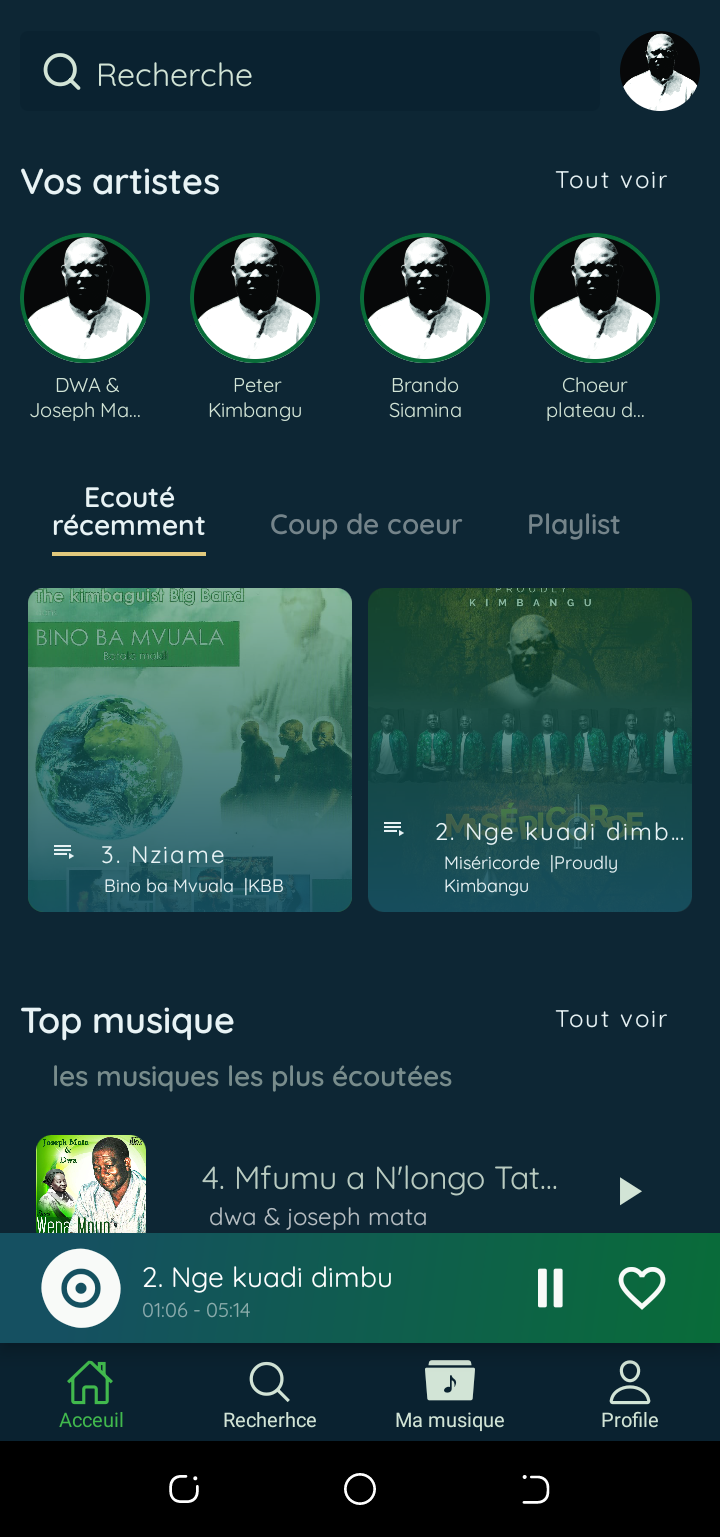 Recherche
Vos artistes
Tout voir
DWA &
Joseph Ma...
Peter
Kimbangu
Brando
Siamina
Choeur
plateau d...
Ecouté
récemment
Coup de coeur
Playlist
The kimbaguist Big Band
BINO BA MVUALA
3. Nziame
Bino ba Mvuala |KBB
PROUDLY
KIMBANGU
MISÉRICORDE
2. Nge kuadi dimb...
Miséricorde |Proudly
Kimbangu
Top musique
Tout voir
les musiques les plus écoutées
Joseph Mata
&
Dwa
4. Mfumu a N'longo Tat...
dwa & joseph mata
2. Nge kuadi dimbu
01:06 - 05:14
Acceuil
Recherhce
Ma musique
Profile